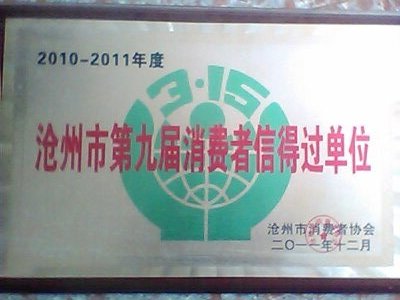 2010-2011年度
3·15
沧州市第九届消费者信得过单位
沧州市消费者协会
二〇一一年十二月